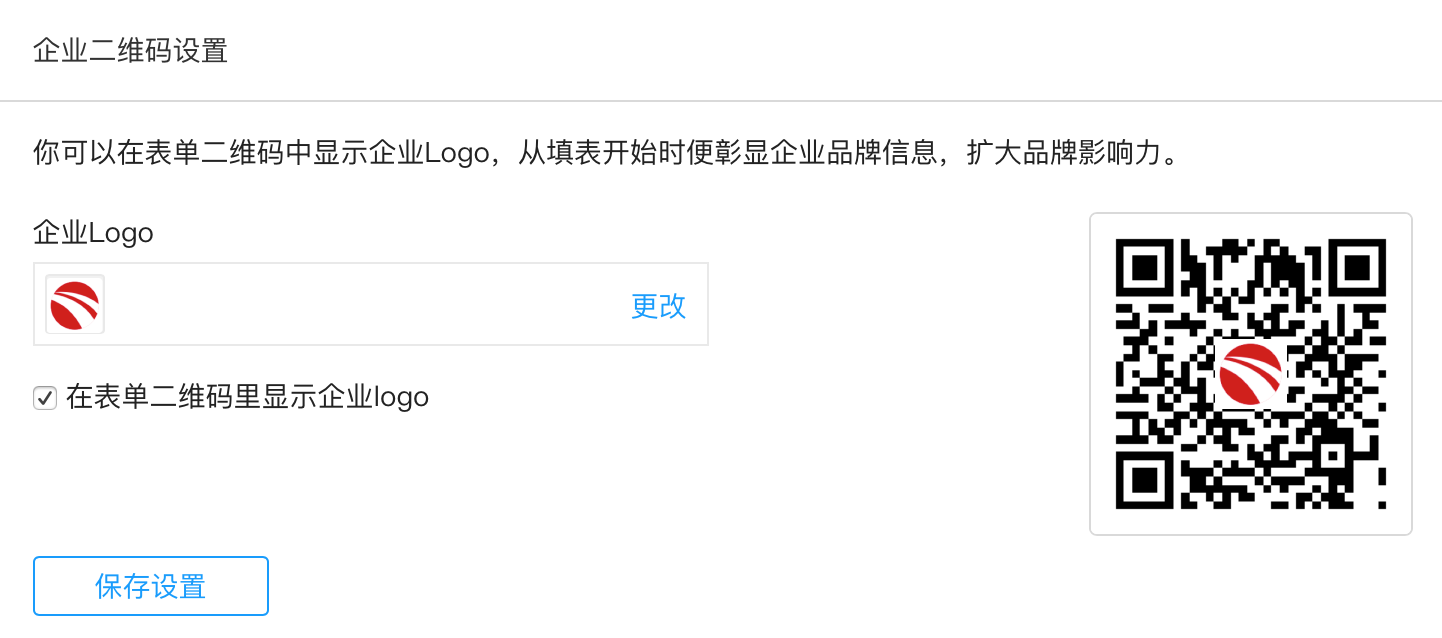 企业二维码设置
你可以在表单二维码中显示企业Logo，从填表开始时便彰显企业品牌信息，扩大品牌影响力。
企业Logo
更改
在表单二维码里显示企业logo
保存设置